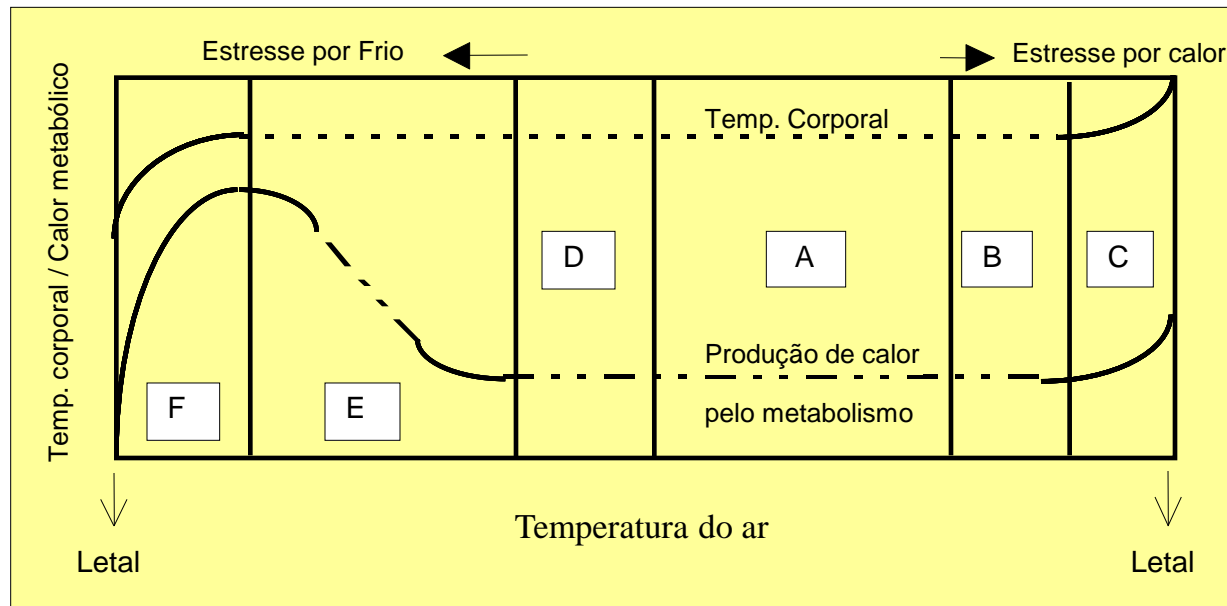 Estresse por Frio
Estresse por calor
Temp. corporal / Calor metabólico
Temp. Corporal
D
A
B
C
Produção de calor
pelo metabolismo
F
E
Temperatura do ar
Letal
Letal